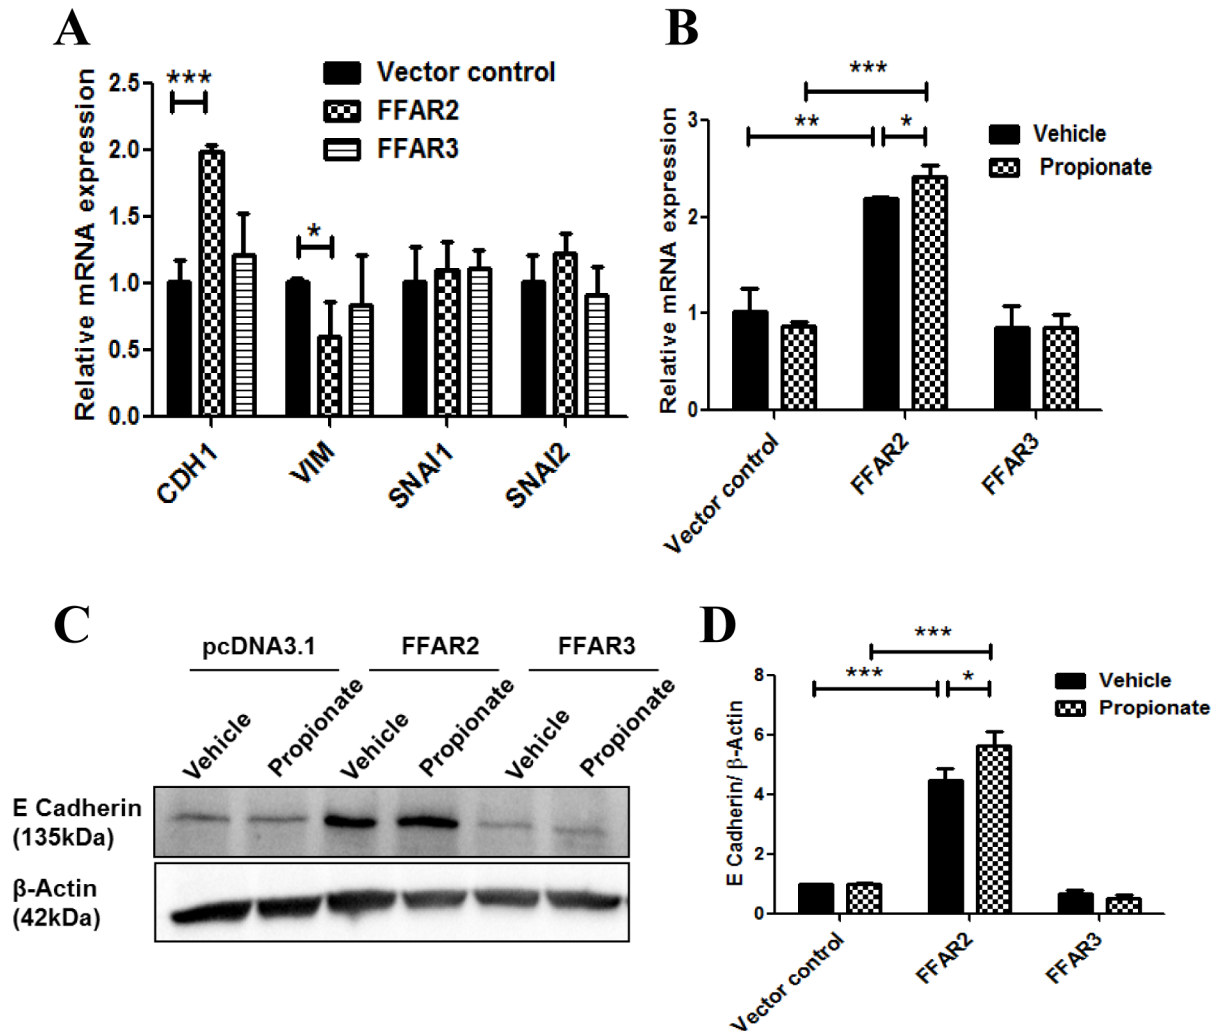 A
Relative mRNA expression
2.5
2.0
1.5
1.0
0.5
0.0
***
*
Vector control
FFAR2
FFAR3
CDH1
VIM
SNAI1
SNAI2
B
Relative mRNA expression
3
2
1
0
***
**
*
Vehicle
Propionate
Vector control
FFAR2
FFAR3
C
pcDNA3.1
FFAR2
FFAR3
Vehicle
Propionate
Vehicle
Propionate
Vehicle
Propionate
E Cadherin
(135kDa)
β-Actin
(42kDa)
D
E Cadherin/ β-Actin
8
6
4
2
0
***
***
*
Vehicle
Propionate
Vector control
FFAR2
FFAR3